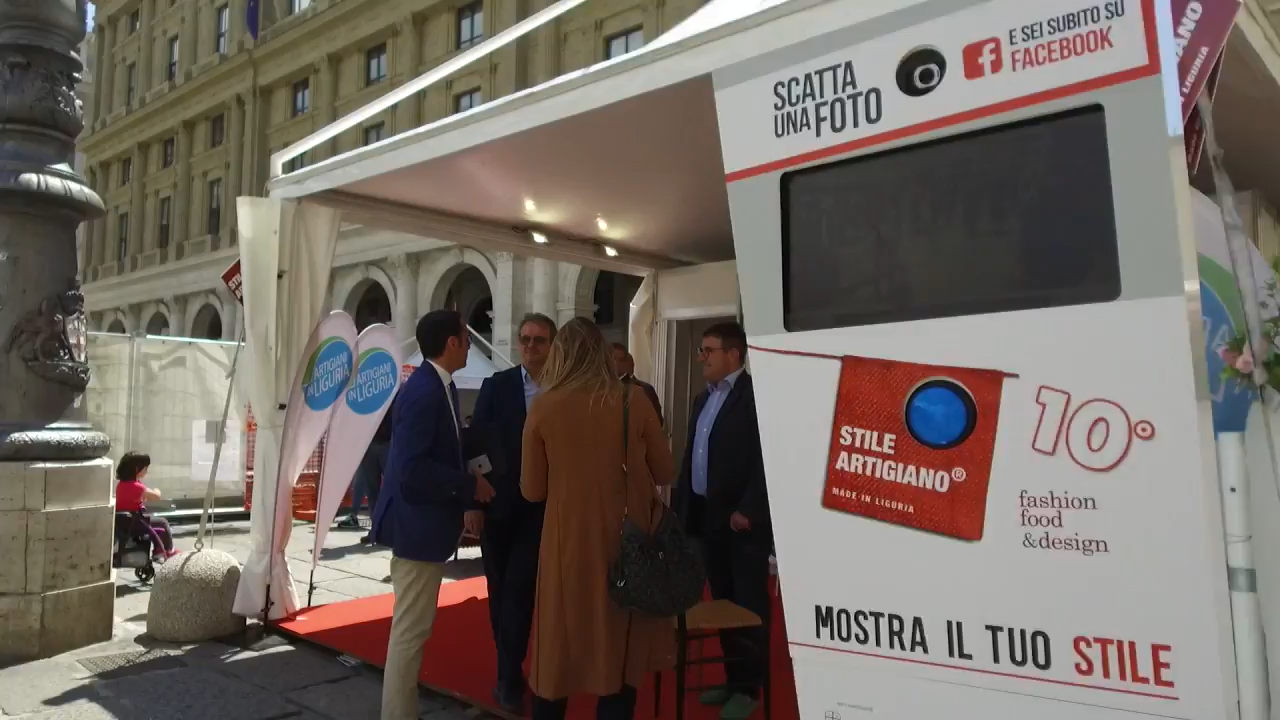 SCATTA
UNA FOTO
E SEI SUBITO SU
FACEBOOK
STILE
ARTIGIANO®
MADE IN LIGURIA
10°
fashion
food
&design
MOSTRA IL TUO STILE
ARTIGIANI
IN LIGURIA
ARTIGIANI
IN LIGURIA
LIGURIA